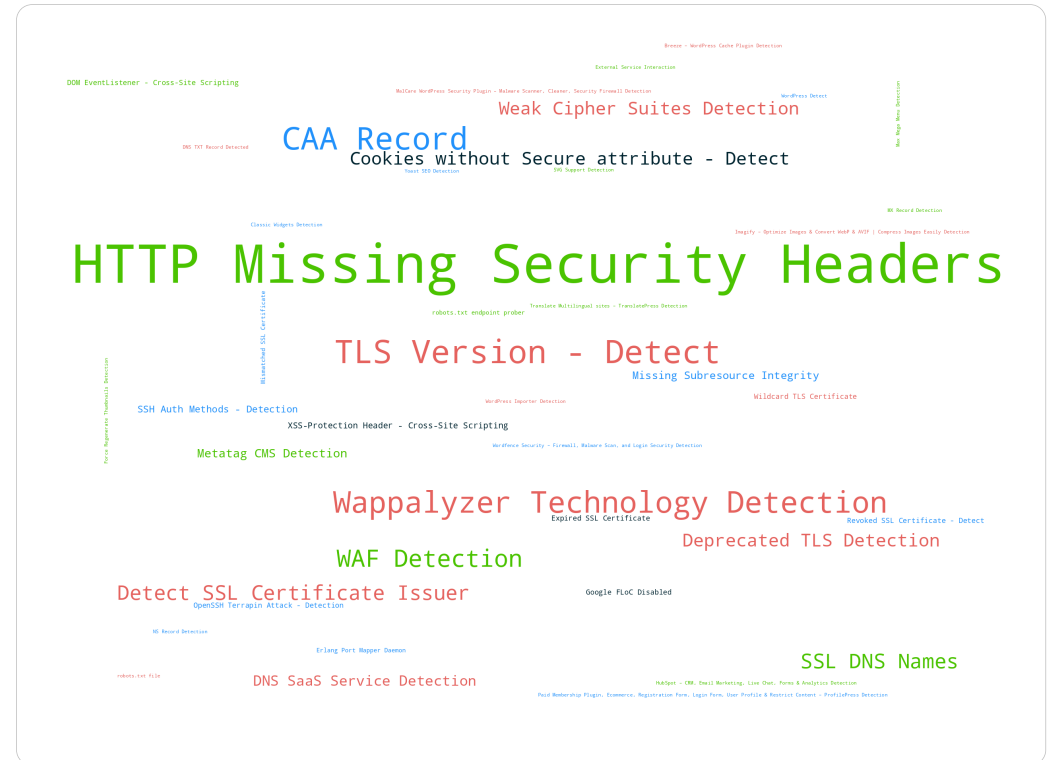 Breeze – WordPress Cache Plugin Detection
External Service Interaction
DOM EventListener - Cross-Site Scripting
MalCare WordPress Security Plugin – Malware Scanner, Cleaner, Security Firewall Detection
WordPress Detect
Weak Cipher Suites Detection
Max Mega Menu Detection
CAA Record
DNS TXT Record Detected
Cookies without Secure attribute - Detect
Yoast SEO Detection
SVG Support Detection
MX Record Detection
Classic Widgets Detection
Imagify – Optimize Images & Convert WebP & AVIF | Compress Images Easily Detection
HTTP Missing Security Headers
Translate Multilingual sites – TranslatePress Detection
robots.txt endpoint prober
Mismatched SSL Certificate
TLS Version - Detect
Missing Subresource Integrity
Wildcard TLS Certificate
WordPress Importer Detection
Force Regenerate Thumbnails Detection
SSH Auth Methods - Detection
XSS-Protection Header - Cross-Site Scripting
Wordfence Security – Firewall, Malware Scan, and Login Security Detection
Metatag CMS Detection
Wappalyzer Technology Detection
Expired SSL Certificate
Revoked SSL Certificate - Detect
Deprecated TLS Detection
WAF Detection
Detect SSL Certificate Issuer
Google FLoC Disabled
OpenSSH Terrapin Attack - Detection
NS Record Detection
Erlang Port Mapper Daemon
SSL DNS Names
robots.txt file
DNS SaaS Service Detection
HubSpot – CRM, Email Marketing, Live Chat, Forms & Analytics Detection
Paid Membership Plugin, Ecommerce, Registration Form, Login Form, User Profile & Restrict Content – ProfilePress Detection